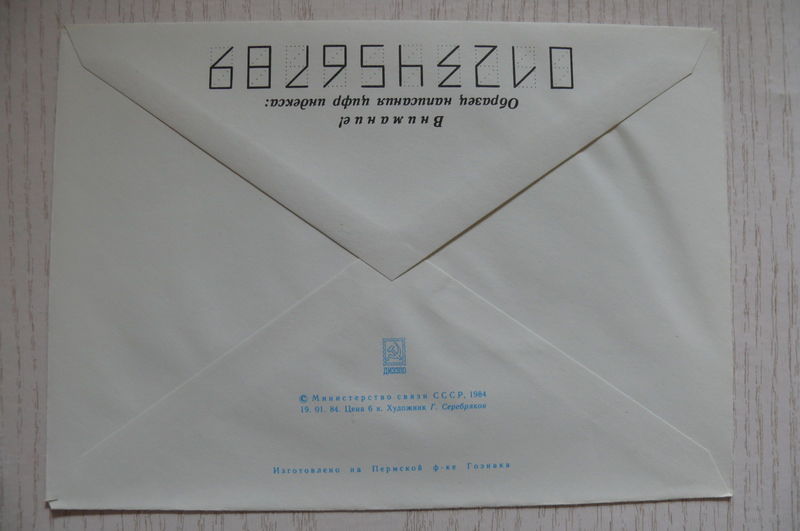 Внимание!
Образец написания цифр индекса:
0123456789
ДИЭЗПО
© Министерство связи СССР, 1984
19. 01. 84. Цена 6 к. Художник Г. Серебряков
Изготовлено на Пермской ф-ке Гознака